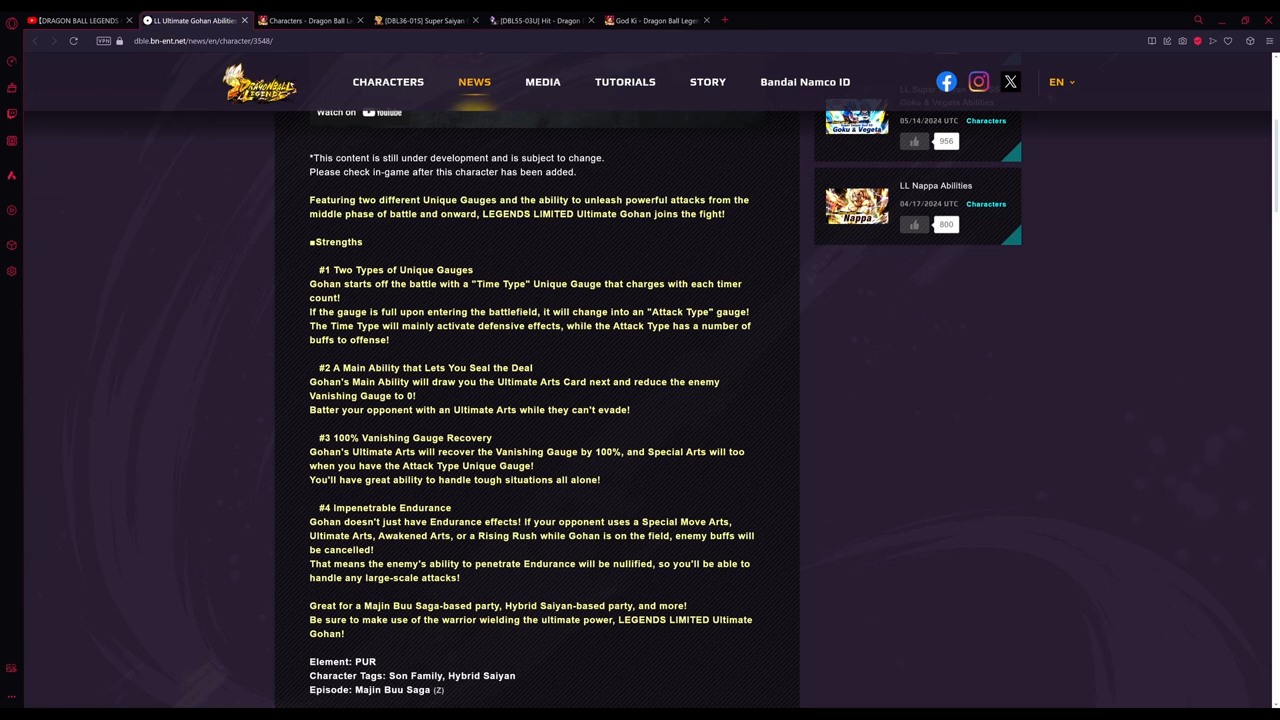 [DRAGON BALL LEGENDS
LL Ultimate Gohan Abilities
Characters - Dragon Ball Le
[DBL36-01S] Super Saiyan
[DBL55-03U] Hit - Dragon
God Ki - Dragon Ball Legen
VPN
dble.bn-ent.net/news/en/character/3548/
DRAGONBALL
LEGENDS
CHARACTERS
NEWS
MEDIA
TUTORIALS
STORY
Bandai Namco ID
EN
Watch on YouTube
*This content is still under development and is subject to change.
Please check in-game after this character has been added.
Featuring two different Unique Gauges and the ability to unleash powerful attacks from the
middle phase of battle and onward, LEGENDS LIMITED Ultimate Gohan joins the fight!
■Strengths
#1 Two Types of Unique Gauges
Gohan starts off the battle with a "Time Type" Unique Gauge that charges with each timer
count!
If the gauge is full upon entering the battlefield, it will change into an "Attack Type" gauge!
The Time Type will mainly activate defensive effects, while the Attack Type has a number of
buffs to offense!
#2 A Main Ability that Lets You Seal the Deal
Gohan's Main Ability will draw you the Ultimate Arts Card next and reduce the enemy
Vanishing Gauge to 0!
Batter your opponent with an Ultimate Arts while they can't evade!
#3 100% Vanishing Gauge Recovery
Gohan's Ultimate Arts will recover the Vanishing Gauge by 100%, and Special Arts will too
when you have the Attack Type Unique Gauge!
You'll have great ability to handle tough situations all alone!
#4 Impenetrable Endurance
Gohan doesn't just have Endurance effects! If your opponent uses a Special Move Arts,
Ultimate Arts, Awakened Arts, or a Rising Rush while Gohan is on the field, enemy buffs will
be cancelled!
That means the enemy's ability to penetrate Endurance will be nullified, so you'll be able to
handle any large-scale attacks!
Great for a Majin Buu Saga-based party, Hybrid Saiyan-based party, and more!
Be sure to make use of the warrior wielding the ultimate power, LEGENDS LIMITED Ultimate
Gohan!
Element: PUR
Character Tags: Son Family, Hybrid Saiyan
Episode: Majin Buu Saga (Z)
LL Super
Goku & Vegeta Abilities
Goku & Vegeta
05/14/2024 UTC
Characters
956
LL Nappa Abilities
Nappa
04/17/2024 UTC
Characters
800